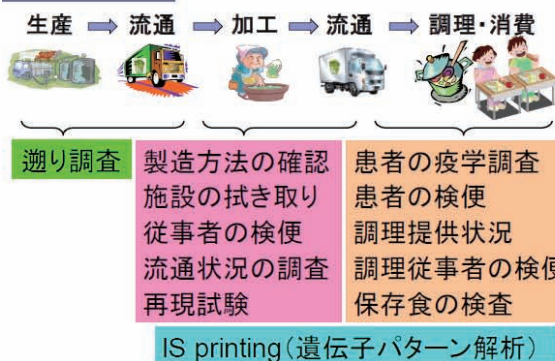 生産 流通 加工 流通 調理・消費
遡り調査
製造方法の確認
施設の拭き取り
従事者の検便
流通状況の調査
再現試験
患者の疫学調査
患者の検便
調理提供状況
調理従事者の検便
保存食の検査
IS printing(遺伝子パターン解析)